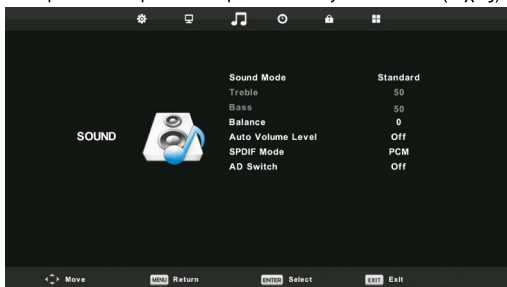 Sound Mode Standard
Treble 50
Bass 50
Balance 0
SOUND
Auto Volume Level Off
SPDIF Mode PCM
AD Switch Off
Move MENU Return ENTER Select EXIT Exit